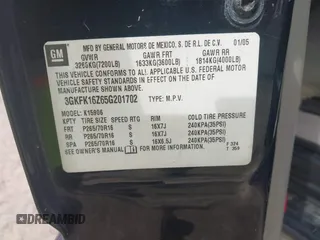 GM
MFD BY GENERAL MOTORS DE MEXICO, S. DE R.L. DE C.V. 01/05
GVWR GAWR FRT GAWR RR
3265KG(7200LB) 1633KG(3600LB) 1814KG(4000LB)
THIS VEHICLE CONFORMS TO ALL APPLICABLE U.S. FEDERAL
MOTOR VEHICLE SAFETY STANDARDS IN EFFECT ON THE DATE
OF MANUFACTURE SHOWN ABOVE.
3GKFK16Z65G201702 TYPE: M.P.V.
MODEL: K15906
KPTY TIRE SIZE SPEED RTG RIM COLD TIRE PRESSURE
FRT P265/70R16 S 16X7J 240KPA(35PSI)
RR P265/70R16 S 16X7J 240KPA(35PSI)
SPA P265/70R16 S 16X6.5J 240KPA(35PSI)
SEE OWNER'S MANUAL FOR ADDITIONAL INFORMATION.
T 359
© AUTOBIDMASTER